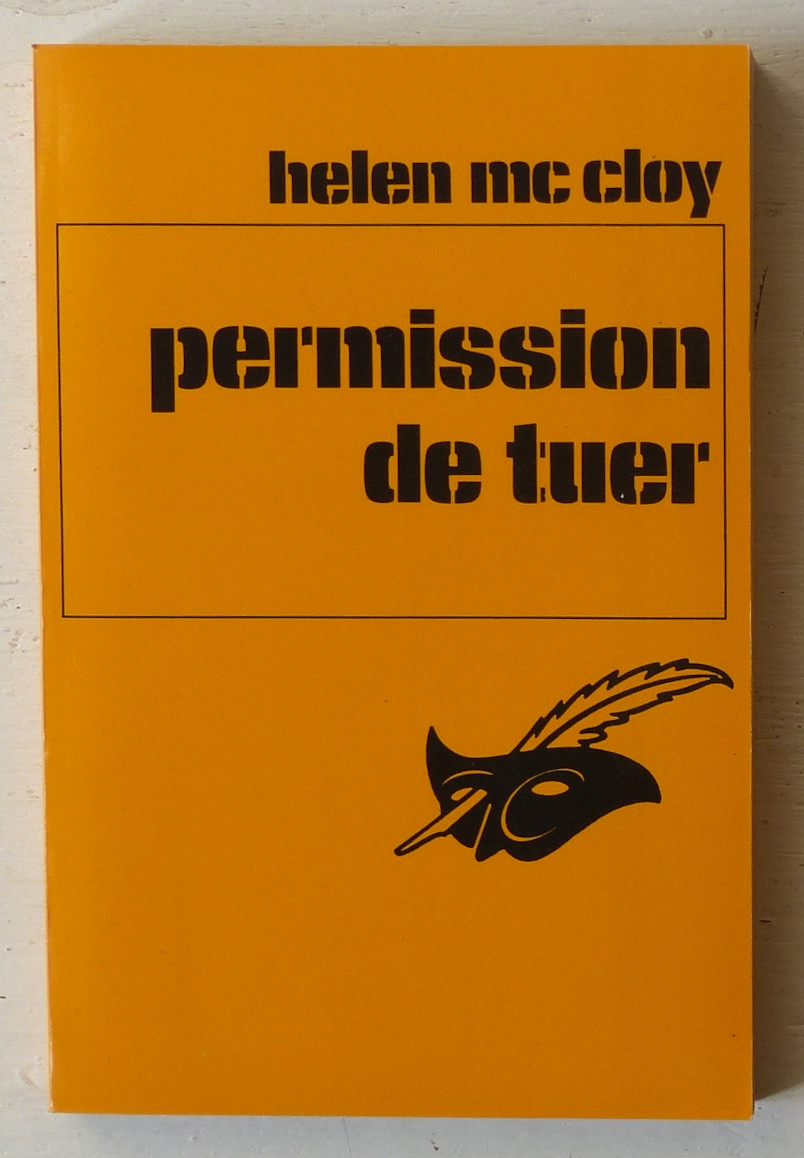 helen mc cloy
permission
de tuer